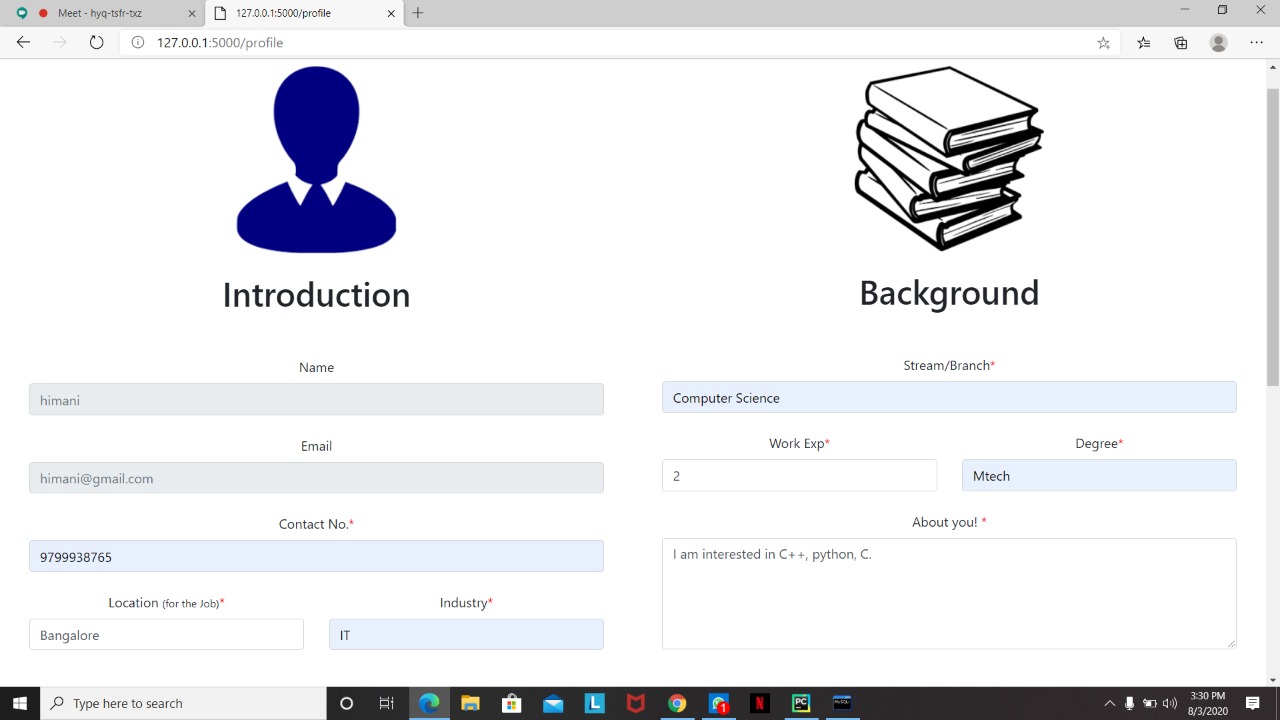 Meet - hyq-tsfr-txz
127.0.0.1:5000/profile
127.0.0.1:5000/profile
Introduction
Name
himani
Email
himani@gmail.com
Contact No.*
9799938765
Location (for the Job)*
Industry*
Bangalore
IT
Background
Stream/Branch*
Computer Science
Work Exp*
Degree*
2
Mtech
About you! *
I am interested in C++, python, C.
Type here to search
L
1
N
PC
MySQL
3:30 PM
8/3/2020